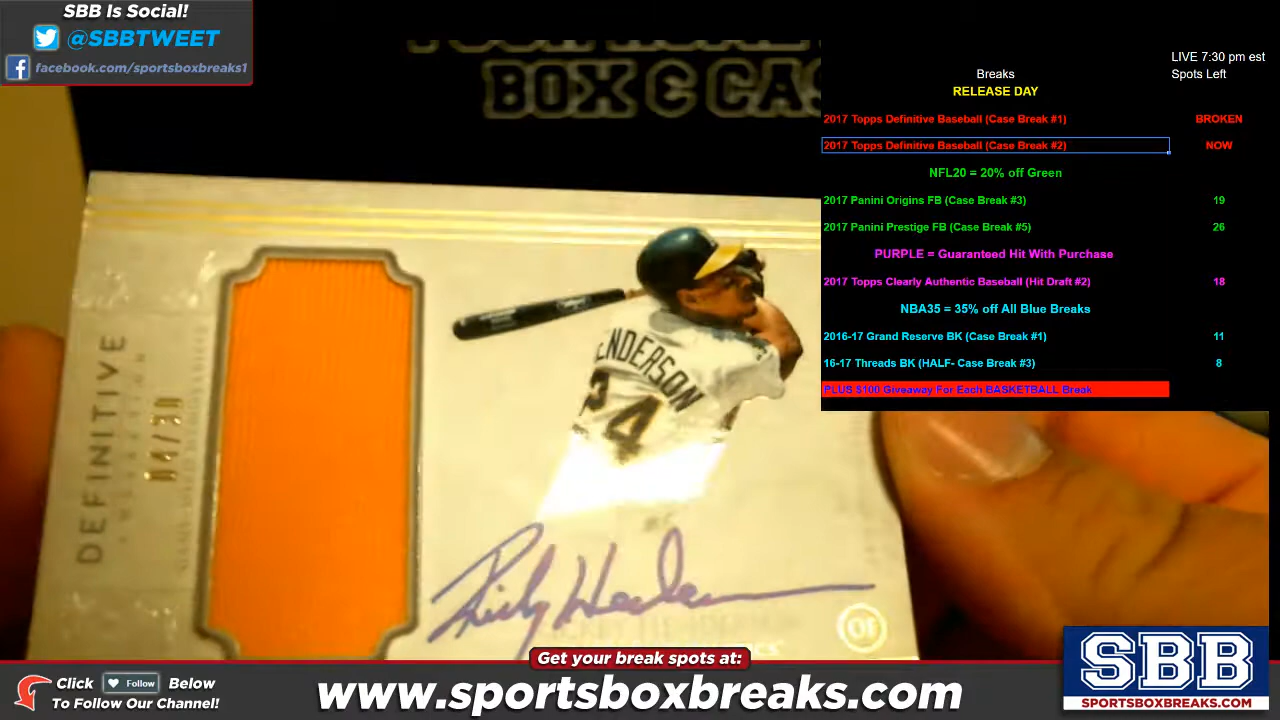 SBB Is Social!
@SBBTWEET
facebook.com/sportsboxbreaks1
BOX & CAS
LIVE 7:30 pm est
Breaks
Spots Left
RELEASE DAY
2017 Topps Definitive Baseball (Case Break #1) BROKEN
2017 Topps Definitive Baseball (Case Break #2) NOW
NFL20 = 20% off Green
2017 Panini Origins FB (Case Break #3) 19
2017 Panini Prestige FB (Case Break #5) 26
PURPLE = Guaranteed Hit With Purchase
2017 Topps Clearly Authentic Baseball (Hit Draft #2) 18
NBA35 = 35% off All Blue Breaks
2016-17 Grand Reserve BK (Case Break #1) 11
16-17 Threads BK (HALF- Case Break #3) 8
PLUS $100 Giveaway For Each BASKETBALL Break
DEFINITIVE
ENDERSON
24
Ricky Henderson
OF
Get your break spots at:
Click Follow Below
To Follow Our Channel!
www.sportsboxbreaks.com
SBB
SPORTSBOXBREAKS.COM